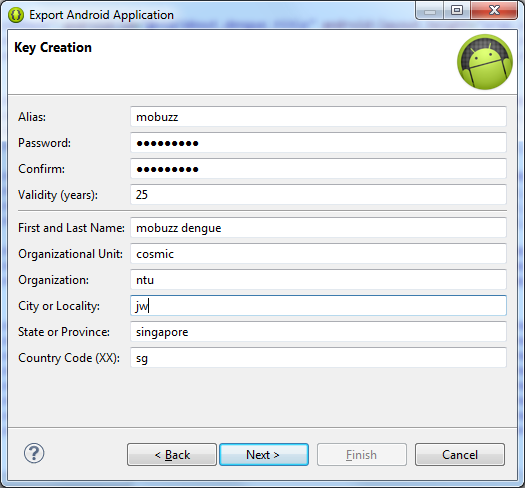 Export Android Application
Key Creation
Alias: mobuzz
Password: ●●●●●●●●●
Confirm: ●●●●●●●●●
Validity (years): 25
First and Last Name: mobuzz dengue
Organizational Unit: cosmic
Organization: ntu
City or Locality: jw
State or Province: singapore
Country Code (XX): sg
? < Back Next > Finish Cancel